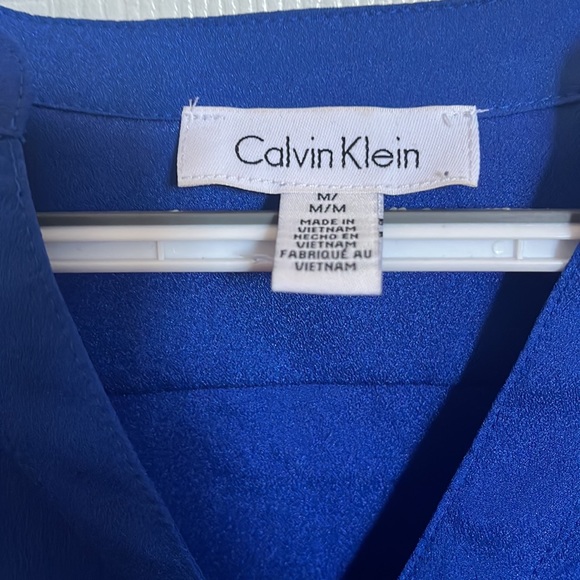 Calvin Klein
M/
M/M
MADE IN
VIETNAM
HECHO EN
VIETNAM
FABRIQUÉ AU
VIETNAM